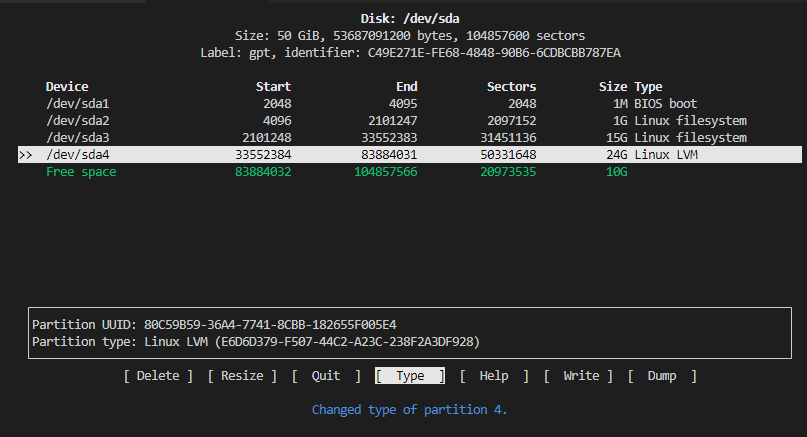 Disk: /dev/sda
Size: 50 GiB, 53687091200 bytes, 104857600 sectors
Label: gpt, identifier: C49E271E-FE68-4848-90B6-6CDBCBB787EA
Device Start End Sectors Size Type
/dev/sda1 2048 4095 2048 1M BIOS boot
/dev/sda2 4096 2101247 2097152 1G Linux filesystem
/dev/sda3 2101248 33552383 31451136 15G Linux filesystem
>> /dev/sda4 33552384 83884031 50331648 24G Linux LVM
Free space 83884032 104857566 20973535 10G
Partition UUID: 80C59B59-36A4-7741-8CBB-182655F005E4
Partition type: Linux LVM (E6D6D379-F507-44C2-A23C-238F2A3DF928)
[ Delete ] [ Resize ] [ Quit ] [ Type ] [ Help ] [ Write ] [ Dump ]
Changed type of partition 4.